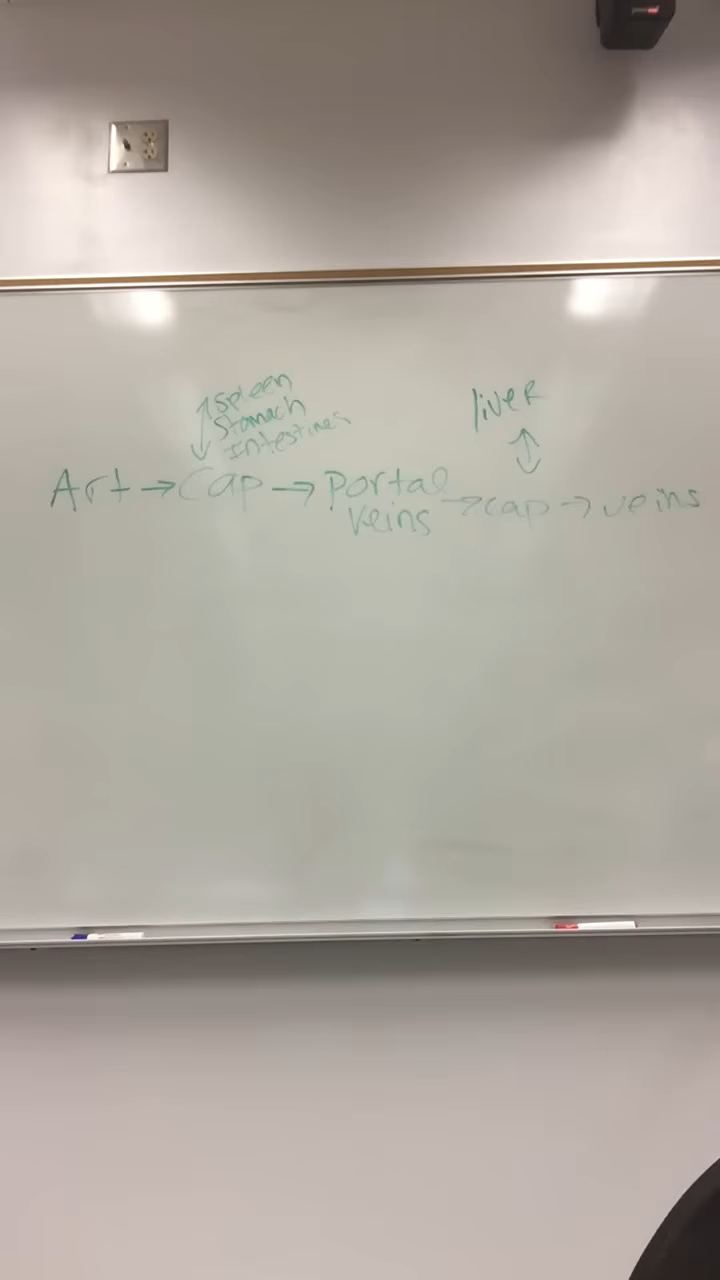 Spleen
Stomach
Intestines
liver
Art → Cap → Portal veins → cap → veins